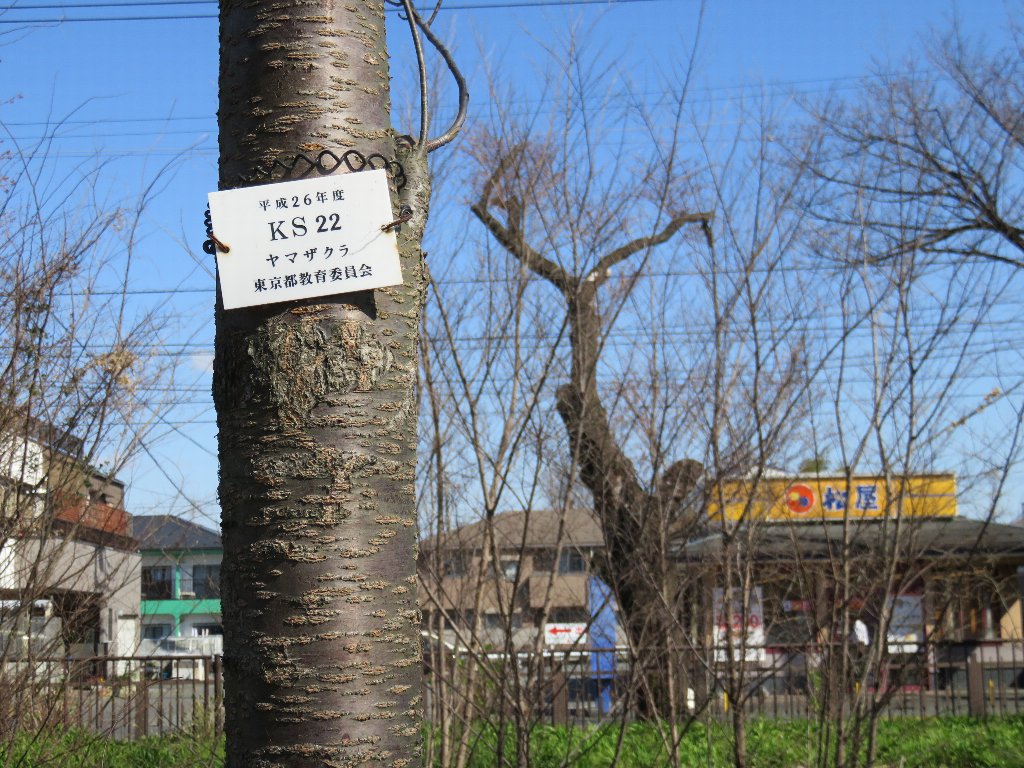 平成26年度
KS 22
ヤマザクラ
東京都教育委員会
松屋